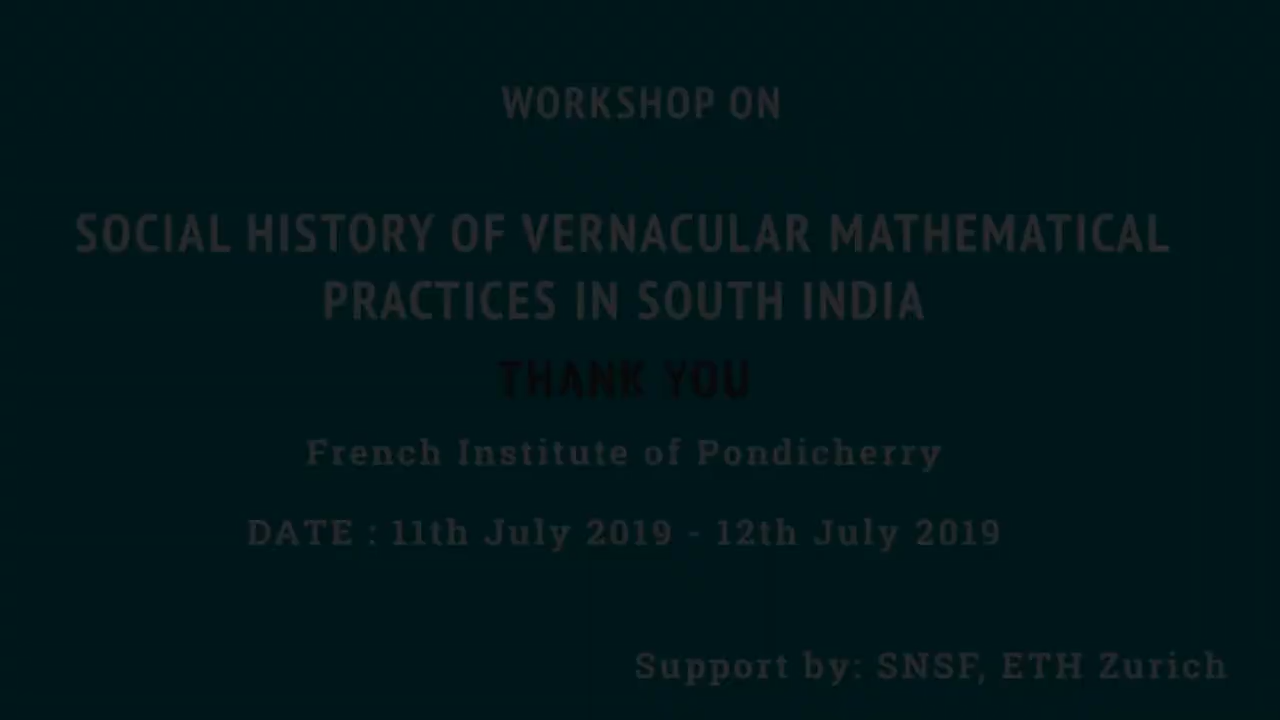 WORKSHOP ON
SOCIAL HISTORY OF VERNACULAR MATHEMATICAL
PRACTICES IN SOUTH INDIA
THANK YOU
French Institute of Pondicherry
DATE : 11th July 2019 - 12th July 2019
Support by: SNSF, ETH Zurich